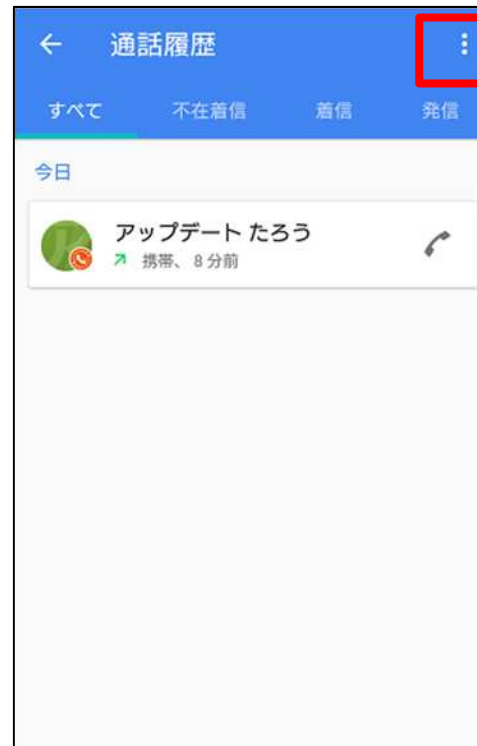 通話履歴
すべて 不在着信 着信 発信
今日
アップデート たろう
携帯、 8 分前